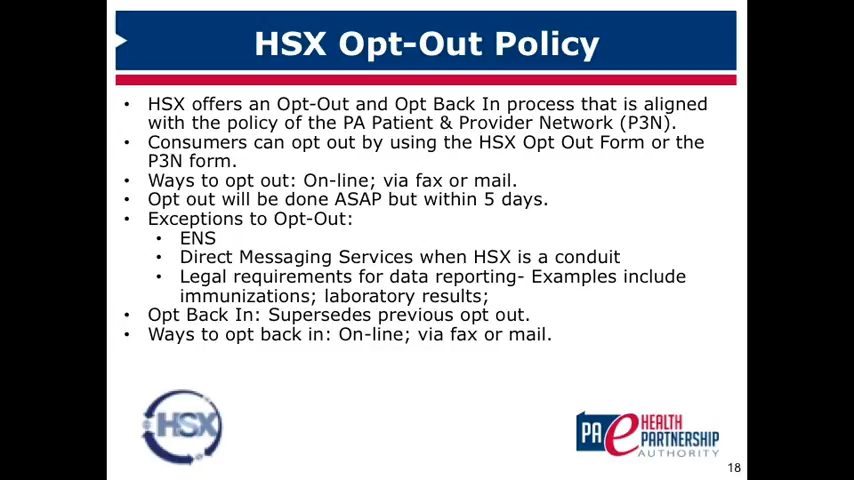 HSX Opt-Out Policy
• HSX offers an Opt-Out and Opt Back In process that is aligned
with the policy of the PA Patient & Provider Network (P3N).
• Consumers can opt out by using the HSX Opt Out Form or the
P3N form.
• Ways to opt out: On-line; via fax or mail.
• Opt out will be done ASAP but within 5 days.
• Exceptions to Opt-Out:
• ENS
• Direct Messaging Services when HSX is a conduit
• Legal requirements for data reporting- Examples include
immunizations; laboratory results;
• Opt Back In: Supersedes previous opt out.
• Ways to opt back in: On-line; via fax or mail.
HSX
PA e HEALTH
PARTNERSHIP
AUTHORITY
18